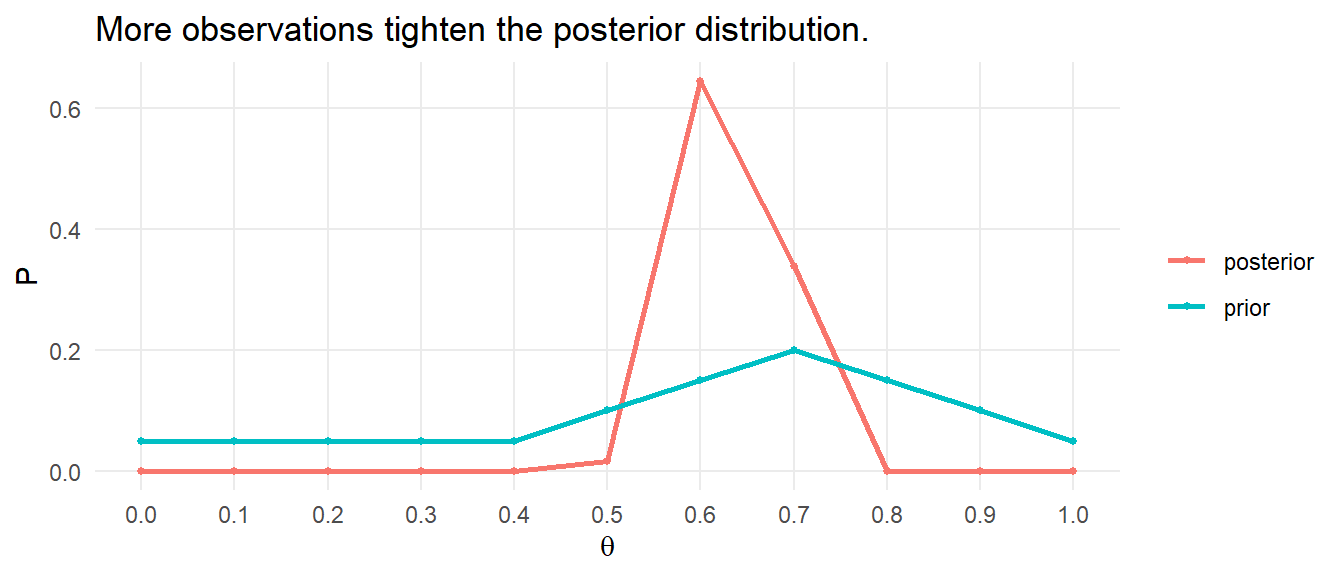 More observations tighten the posterior distribution.
0.6
0.4
0.2
0.0
P
0.0 0.1 0.2 0.3 0.4 0.5 0.6 0.7 0.8 0.9 1.0
θ
posterior
prior